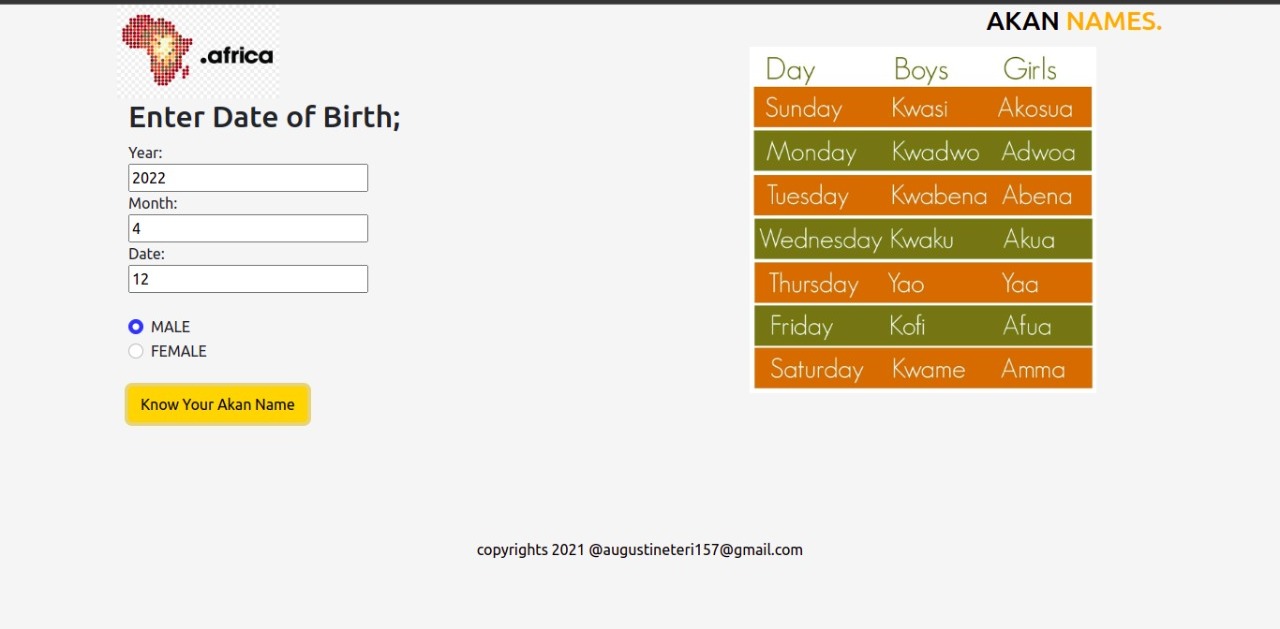 .africa
AKAN NAMES.
Enter Date of Birth;
Year:
2022
Month:
4
Date:
12
MALE
FEMALE
Know Your Akan Name
Day Boys Girls
Sunday Kwasi Akosua
Monday Kwadwo Adwoa
Tuesday Kwabena Abena
Wednesday Kwaku Akua
Thursday Yao Yaa
Friday Kofi Afua
Saturday Kwame Amma
copyrights 2021 @augustineteri157@gmail.com